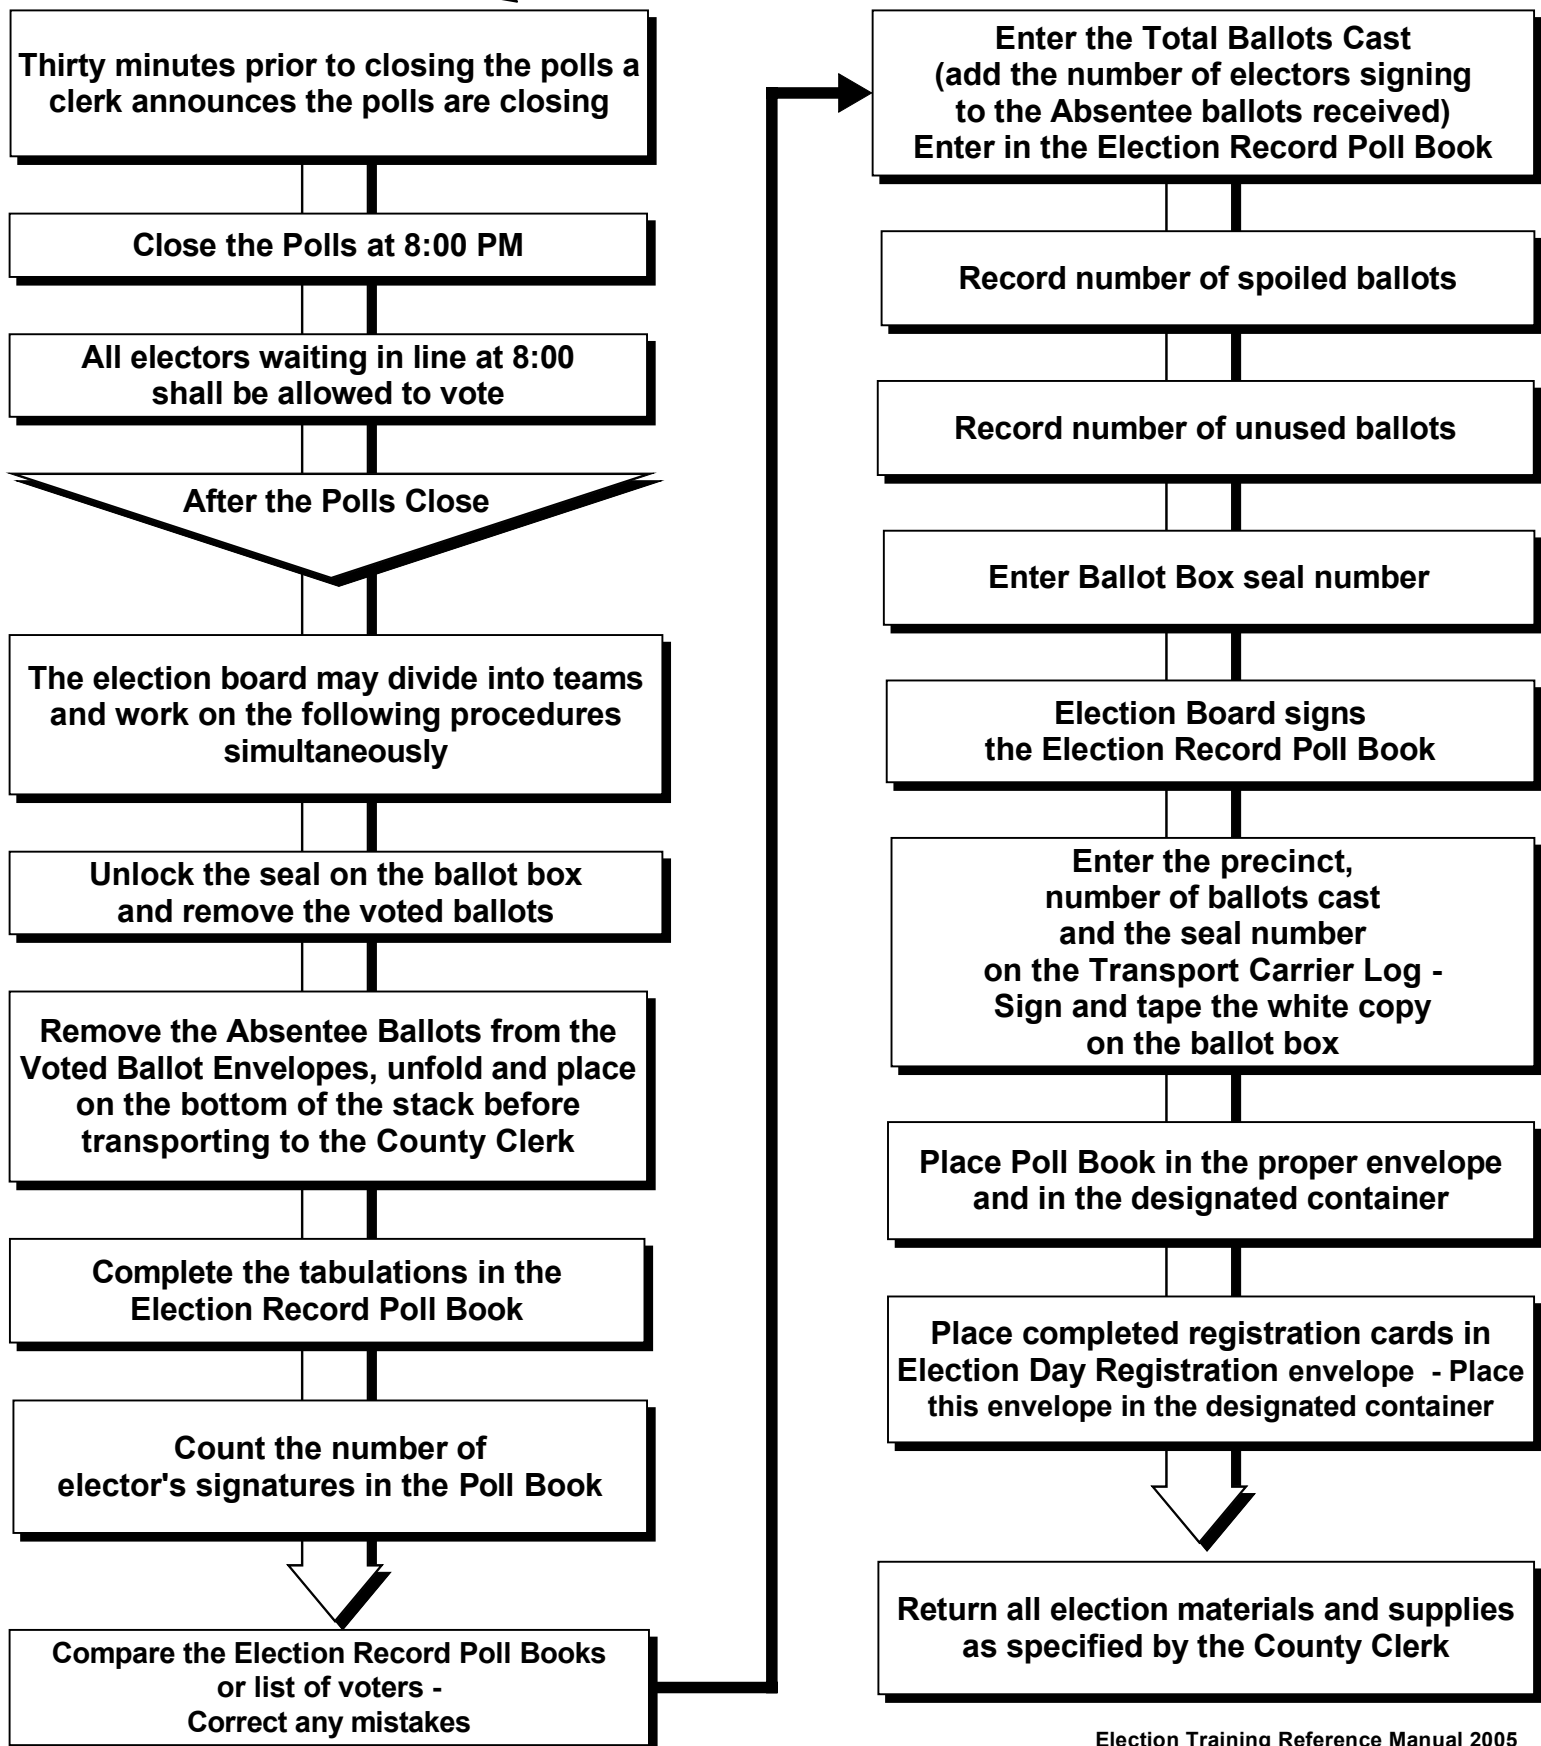 Thirty minutes prior to closing the polls a
clerk announces the polls are closing
Close the Polls at 8:00 PM
All electors waiting in line at 8:00
shall be allowed to vote
After the Polls Close
The election board may divide into teams
and work on the following procedures
simultaneously
Unlock the seal on the ballot box
and remove the voted ballots
Remove the Absentee Ballots from the
Voted Ballot Envelopes, unfold and place
on the bottom of the stack before
transporting to the County Clerk
Complete the tabulations in the
Election Record Poll Book
Count the number of
elector's signatures in the Poll Book
Compare the Election Record Poll Books
or list of voters -
Correct any mistakes
Enter the Total Ballots Cast
(add the number of electors signing
to the Absentee ballots received)
Enter in the Election Record Poll Book
Record number of spoiled ballots
Record number of unused ballots
Enter Ballot Box seal number
Election Board signs
the Election Record Poll Book
Enter the precinct,
number of ballots cast
and the seal number
on the Transport Carrier Log -
Sign and tape the white copy
on the ballot box
Place Poll Book in the proper envelope
and in the designated container
Place completed registration cards in
Election Day Registration envelope - Place
this envelope in the designated container
Return all election materials and supplies
as specified by the County Clerk
Election Training Reference Manual 2005